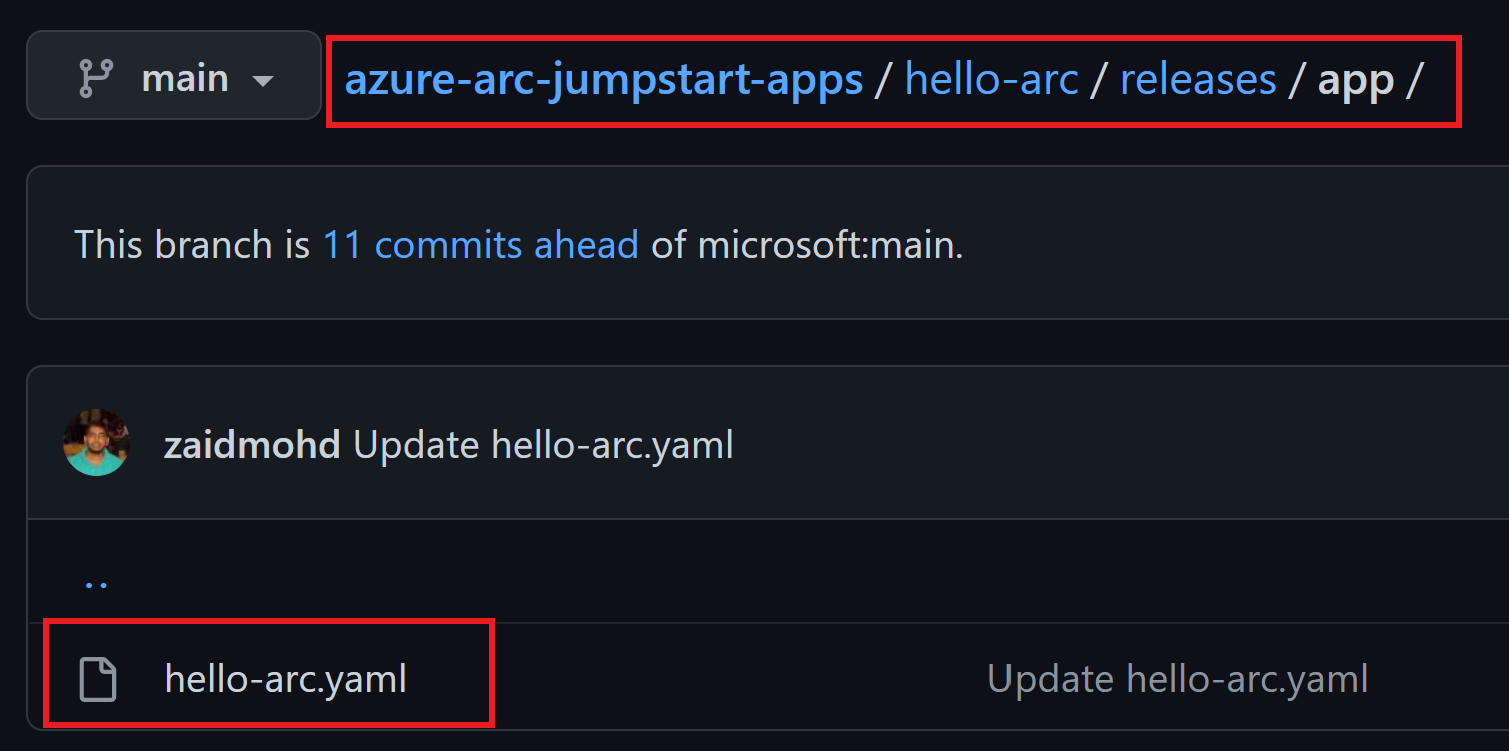 main azure-arc-jumpstart-apps / hello-arc / releases / app /
This branch is 11 commits ahead of microsoft:main.
zaidmohd Update hello-arc.yaml
..
hello-arc.yaml Update hello-arc.yaml